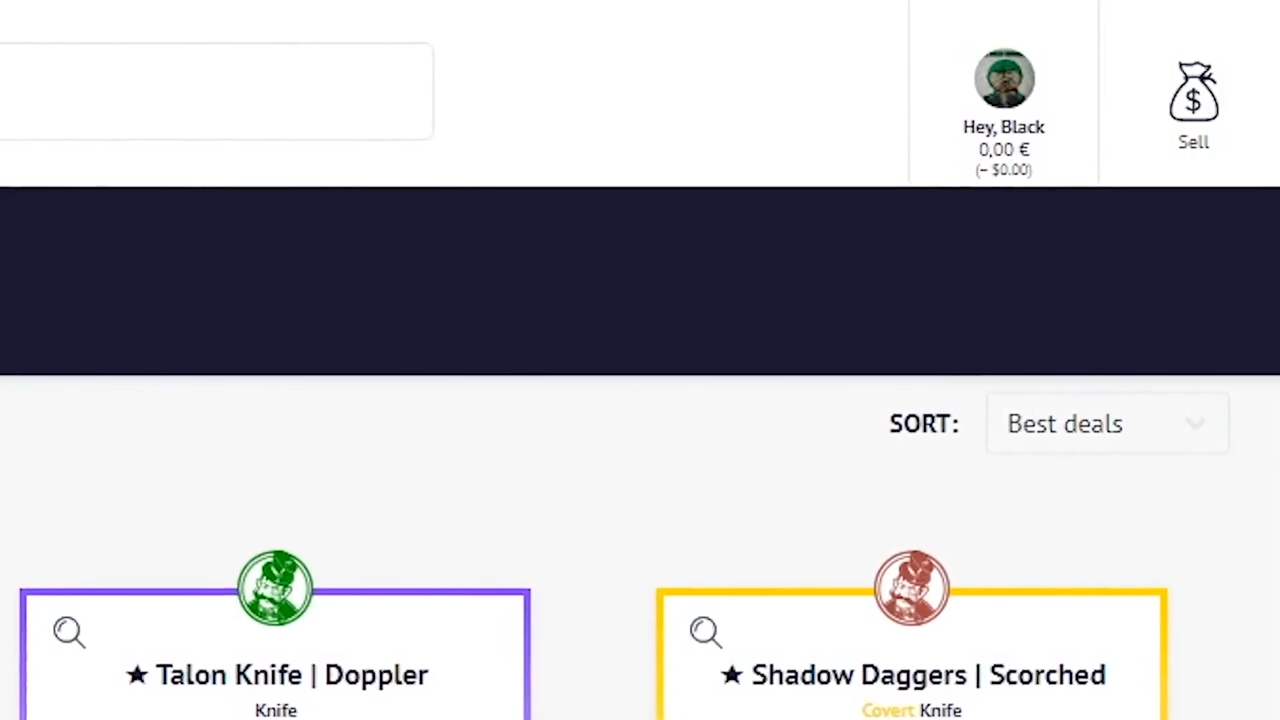 Hey, Black
0,00 €
(~ $0.00)
$
Sell
SORT: Best deals
★ Talon Knife | Doppler
Knife
★ Shadow Daggers | Scorched
Covert Knife